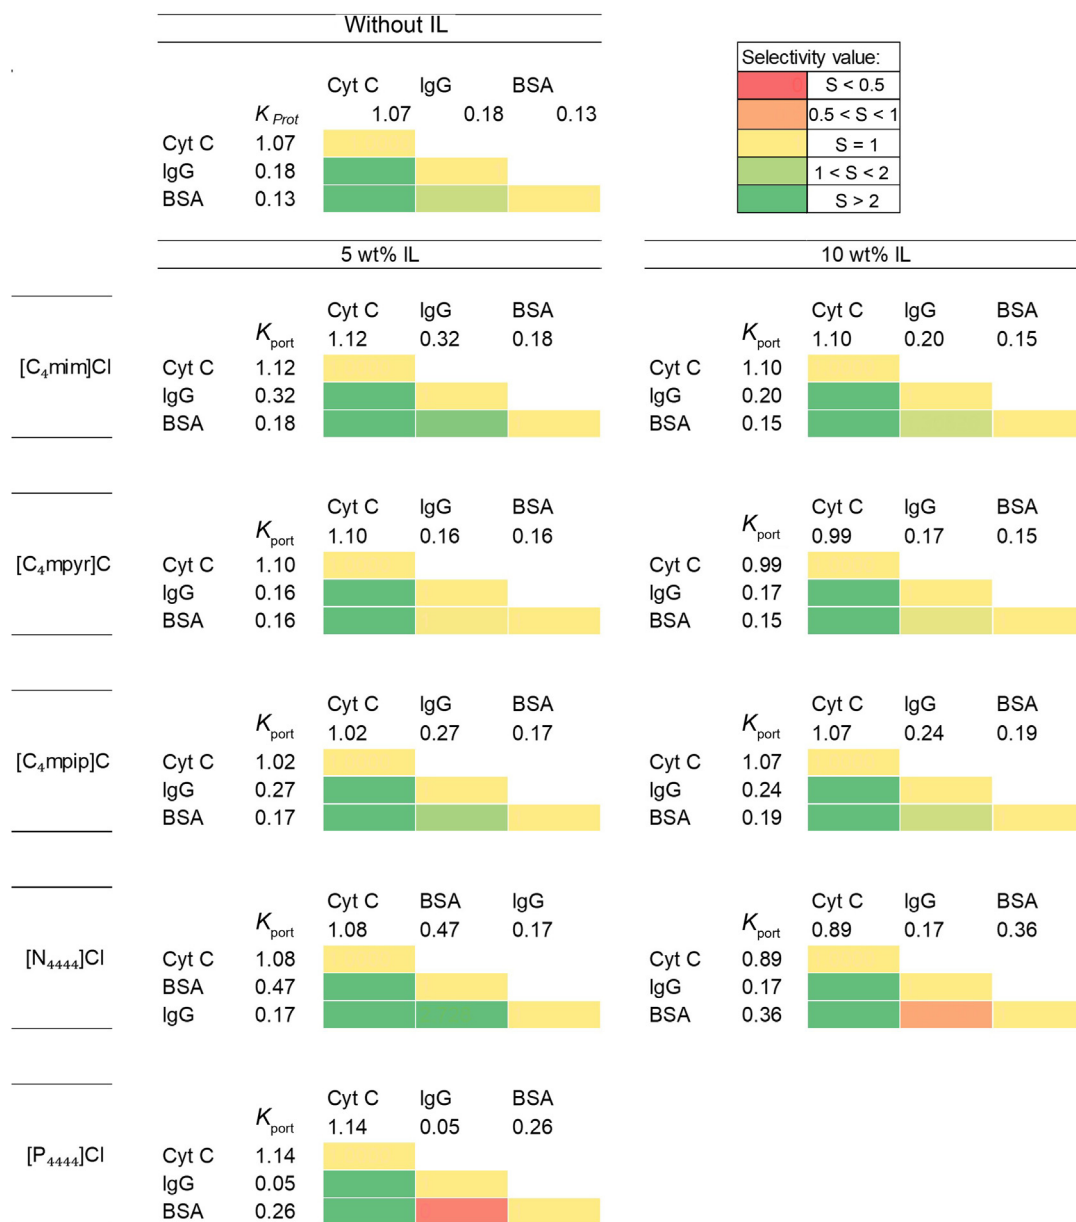 Without IL
Selectivity value:
S < 0.5
0.5 < S < 1
S = 1
1 < S < 2
S > 2
Cyt C IgG BSA
K Prot 1.07 0.18 0.13
Cyt C 1.07
IgG 0.18
BSA 0.13
5 wt% IL 10 wt% IL
[C₄mim]Cl
Cyt C IgG BSA
Kport 1.12 0.32 0.18
Cyt C 1.12
IgG 0.32
BSA 0.18
Cyt C IgG BSA
Kport 1.10 0.20 0.15
Cyt C 1.10
IgG 0.20
BSA 0.15
[C₄mpyr]C
Cyt C IgG BSA
Kport 1.10 0.16 0.16
Cyt C 1.10
IgG 0.16
BSA 0.16
Cyt C IgG BSA
Kport 0.99 0.17 0.15
Cyt C 0.99
IgG 0.17
BSA 0.15
[C₄mpip]C
Cyt C IgG BSA
Kport 1.02 0.27 0.17
Cyt C 1.02
IgG 0.27
BSA 0.17
Cyt C IgG BSA
Kport 1.07 0.24 0.19
Cyt C 1.07
IgG 0.24
BSA 0.19
[N₄₄₄₄]Cl
Cyt C BSA IgG
Kport 1.08 0.47 0.17
Cyt C 1.08
BSA 0.47
IgG 0.17
Cyt C IgG BSA
Kport 0.89 0.17 0.36
Cyt C 0.89
IgG 0.17
BSA 0.36
[P₄₄₄₄]Cl
Cyt C IgG BSA
Kport 1.14 0.05 0.26
Cyt C 1.14
IgG 0.05
BSA 0.26